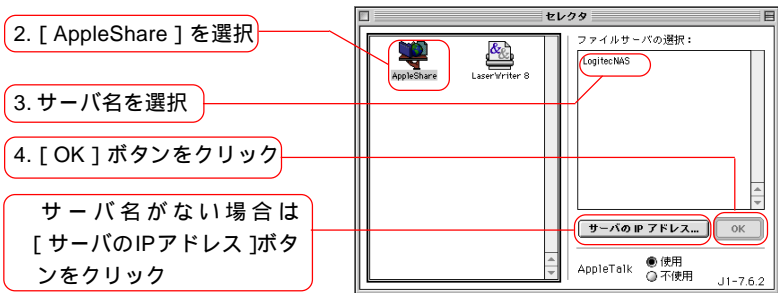 2. [ AppleShare ] を選択
3. サーバ名を選択
4. [ OK ] ボタンをクリック
サーバ名がない場合は
[ サーバのIPアドレス ]ボタ
ンをクリック
セレクタ
AppleShare
LaserWriter 8
ファイルサーバの選択：
LogitecNAS
サーバの IP アドレス...
OK
AppleTalk
使用
不使用
J1-7.6.2